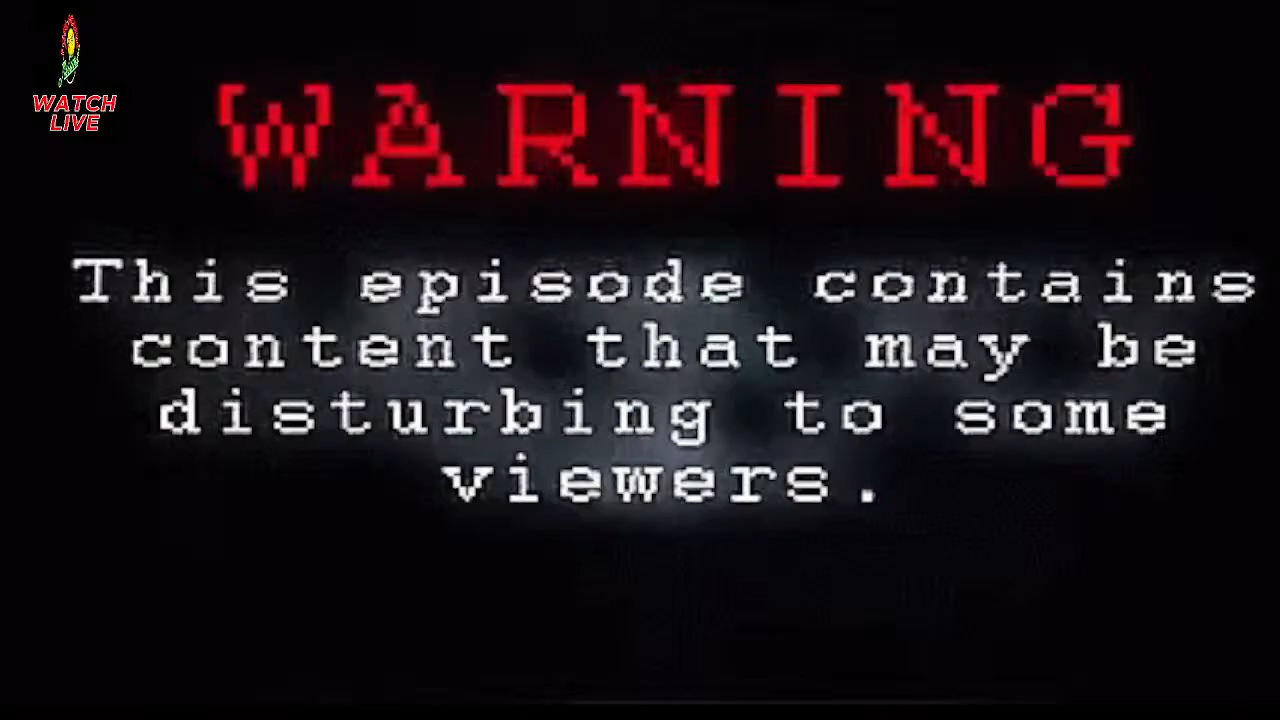 WATCH
LIVE
WARNING
This episode contains
content that may be
disturbing to some
viewers.